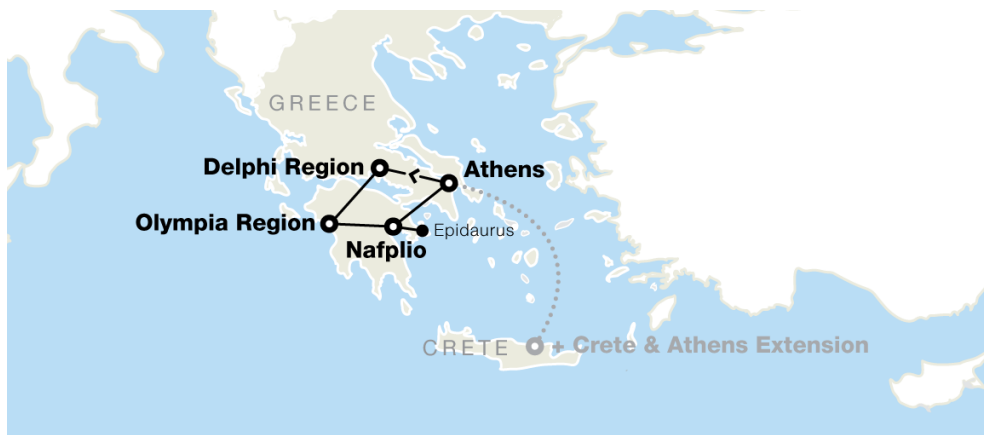 GREECE
Delphi Region
Athens
Olympia Region
Epidaurus
Nafplio
CRETE
+ Crete & Athens Extension